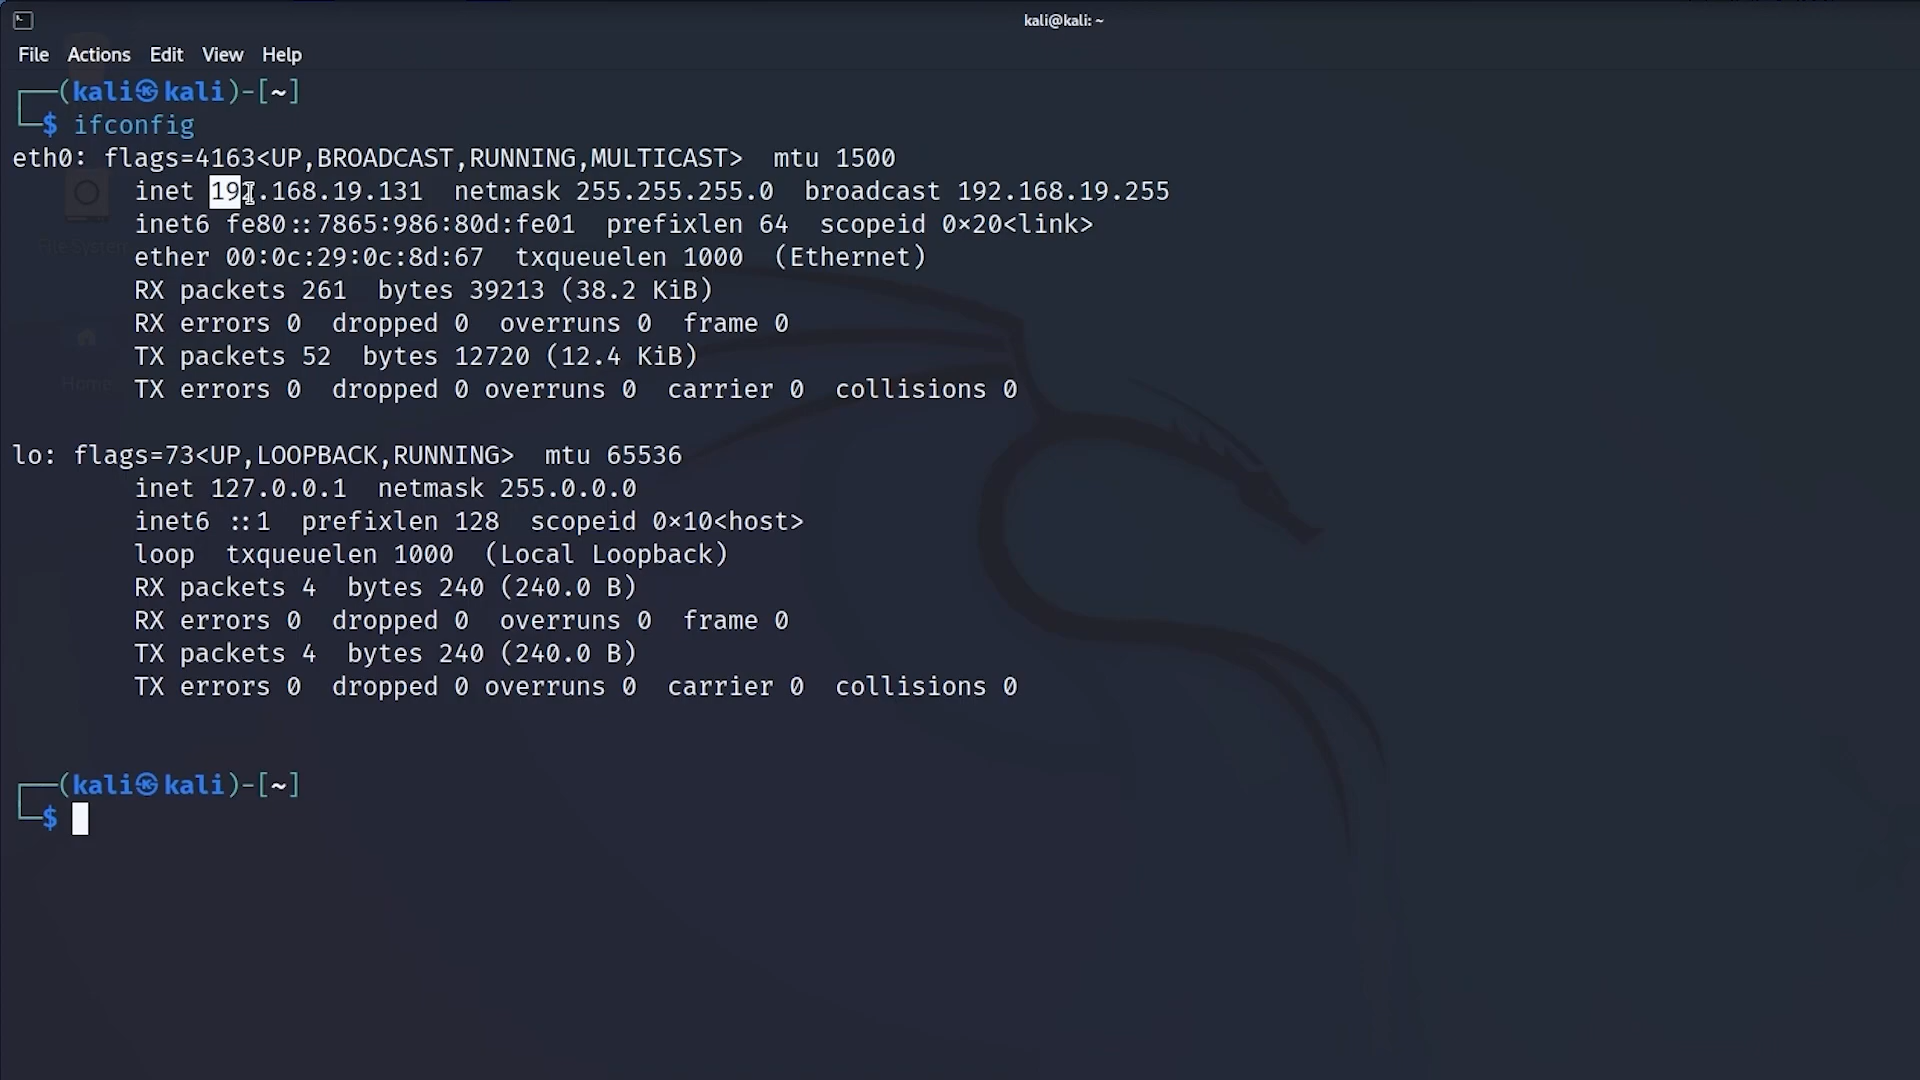 kali@kali: ~
File Actions Edit View Help
┌──(kali㉿kali)-[~]
└─$ ifconfig
eth0: flags=4163<UP,BROADCAST,RUNNING,MULTICAST>  mtu 1500
        inet 192.168.19.131  netmask 255.255.255.0  broadcast 192.168.19.255
        inet6 fe80::7865:986:80d:fe01  prefixlen 64  scopeid 0×20<link>
        ether 00:0c:29:0c:8d:67  txqueuelen 1000  (Ethernet)
        RX packets 261  bytes 39213 (38.2 KiB)
        RX errors 0  dropped 0  overruns 0  frame 0
        TX packets 52  bytes 12720 (12.4 KiB)
        TX errors 0  dropped 0 overruns 0  carrier 0  collisions 0
lo: flags=73<UP,LOOPBACK,RUNNING>  mtu 65536
        inet 127.0.0.1  netmask 255.0.0.0
        inet6 ::1  prefixlen 128  scopeid 0×10<host>
        loop  txqueuelen 1000  (Local Loopback)
        RX packets 4  bytes 240 (240.0 B)
        RX errors 0  dropped 0  overruns 0  frame 0
        TX packets 4  bytes 240 (240.0 B)
        TX errors 0  dropped 0 overruns 0  carrier 0  collisions 0
┌──(kali㉿kali)-[~]
└─$
File System
Home